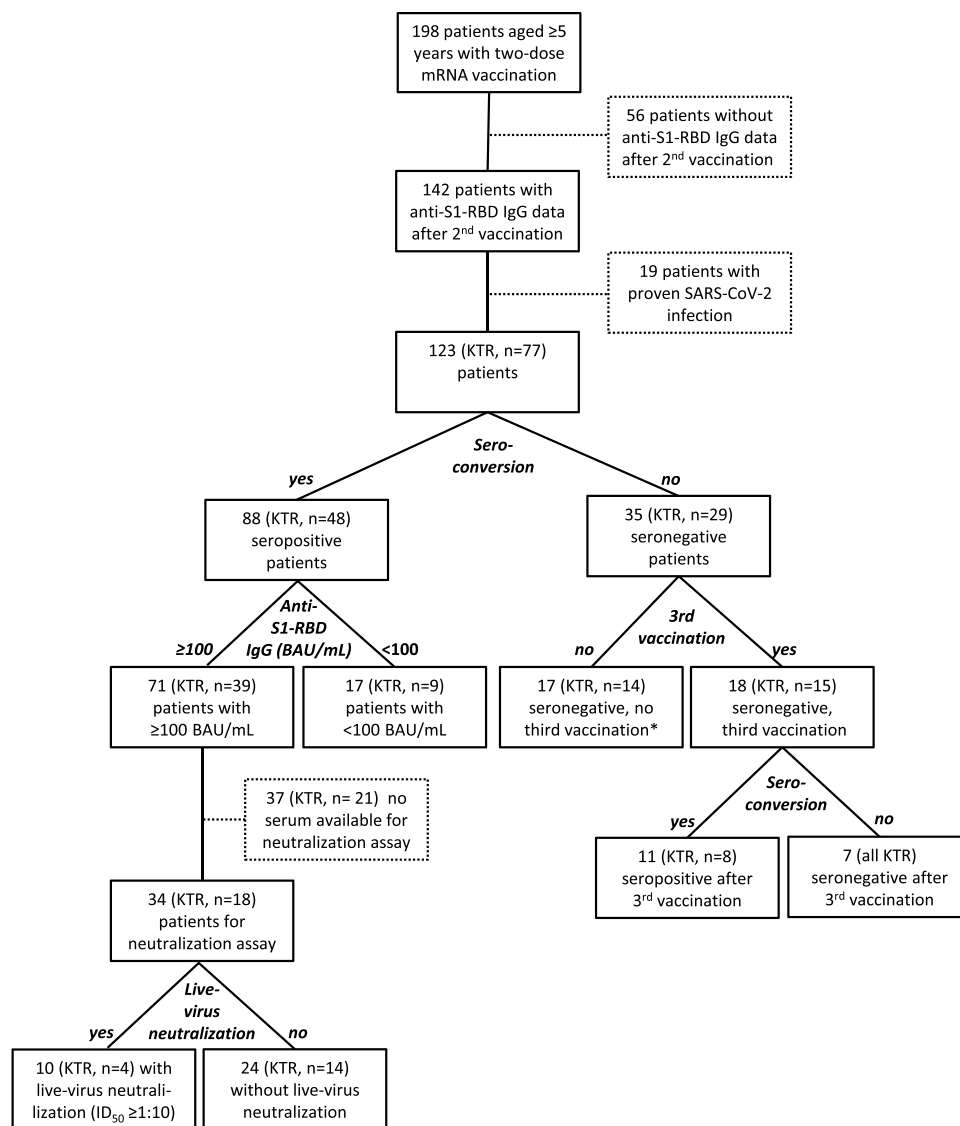 198 patients aged ≥5
years with two-dose
mRNA vaccination
56 patients without
anti-S1-RBD IgG data
after 2nd vaccination
142 patients with
anti-S1-RBD IgG data
after 2nd vaccination
19 patients with
proven SARS-CoV-2
infection
123 (KTR, n=77)
patients
Sero-
conversion
yes
no
88 (KTR, n=48)
seropositive
patients
35 (KTR, n=29)
seronegative
patients
Anti-
S1-RBD
IgG (BAU/mL)
≥100
<100
3rd
vaccination
no
yes
71 (KTR, n=39)
patients with
≥100 BAU/mL
17 (KTR, n=9)
patients with
<100 BAU/mL
17 (KTR, n=14)
seronegative, no
third vaccination*
18 (KTR, n=15)
seronegative,
third vaccination
37 (KTR, n= 21) no
serum available for
neutralization assay
Sero-
conversion
yes
no
11 (KTR, n=8)
seropositive after
3rd vaccination
7 (all KTR)
seronegative after
3rd vaccination
34 (KTR, n=18)
patients for
neutralization assay
Live-
virus
neutralization
yes
no
10 (KTR, n=4) with
live-virus neutrali-
lization (ID50 ≥1:10)
24 (KTR, n=14)
without live-virus
neutralization